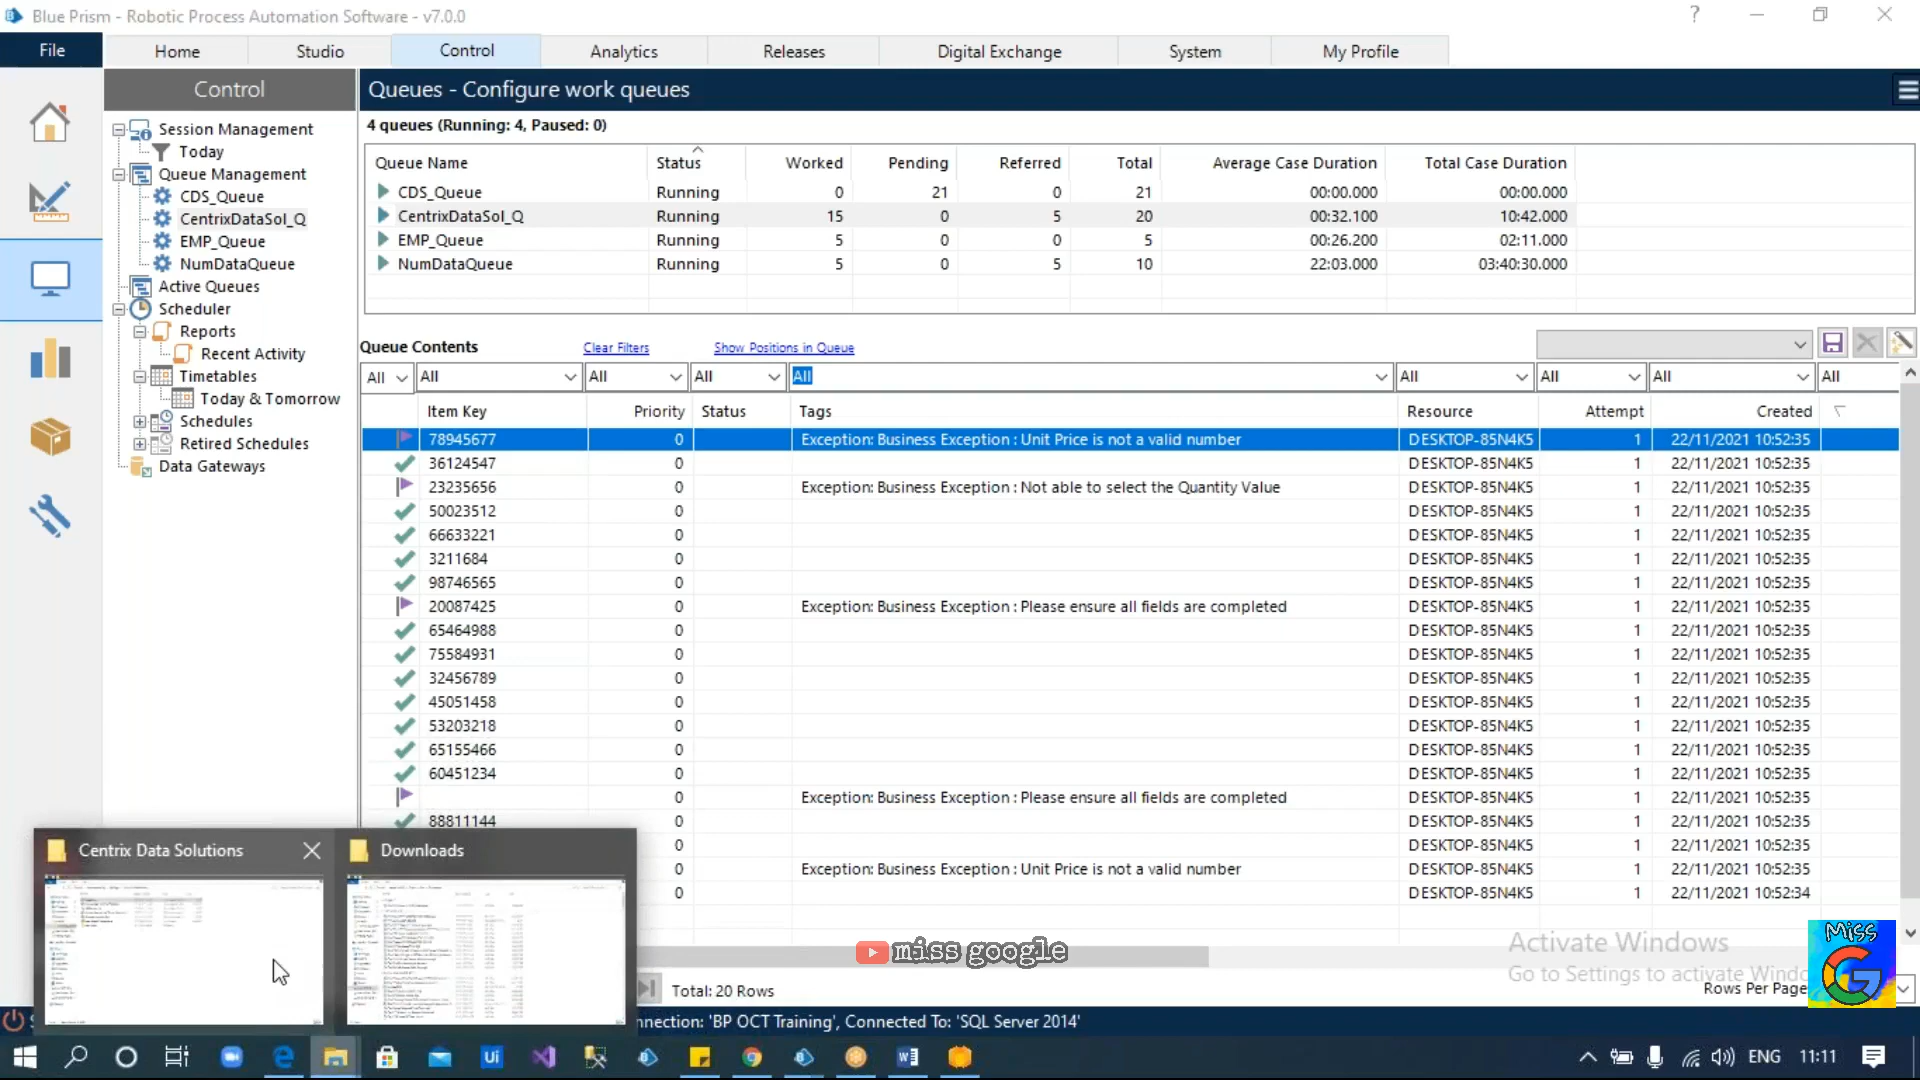 Blue Prism - Robotic Process Automation Software - v7.0.0
File Home Studio Control Analytics Releases Digital Exchange System My Profile
Control
Queues - Configure work queues
Session Management
Today
Queue Management
CDS_Queue
CentrixDataSol_Q
EMP_Queue
NumDataQueue
Active Queues
Scheduler
Reports
Recent Activity
Timetables
Today & Tomorrow
Schedules
Retired Schedules
Data Gateways
4 queues (Running: 4, Paused: 0)
Queue Name Status Worked Pending Referred Total Average Case Duration Total Case Duration
CDS_Queue Running 0 21 0 21 00:00.000 00:00.000
CentrixDataSol_Q Running 15 0 5 20 00:32.100 10:42.000
EMP_Queue Running 5 0 0 5 00:26.200 02:11.000
NumDataQueue Running 5 0 5 10 22:03.000 03:40:30.000
Queue Contents Clear Filters Show Positions in Queue
All All All All All All All All All
Item Key Priority Status Tags Resource Attempt Created
78945677 0 Exception: Business Exception : Unit Price is not a valid number DESKTOP-85N4K5 1 22/11/2021 10:52:35
36124547 0 DESKTOP-85N4K5 1 22/11/2021 10:52:35
23235656 0 Exception: Business Exception : Not able to select the Quantity Value DESKTOP-85N4K5 1 22/11/2021 10:52:35
50023512 0 DESKTOP-85N4K5 1 22/11/2021 10:52:35
66633221 0 DESKTOP-85N4K5 1 22/11/2021 10:52:35
3211684 0 DESKTOP-85N4K5 1 22/11/2021 10:52:35
98746565 0 DESKTOP-85N4K5 1 22/11/2021 10:52:35
20087425 0 Exception: Business Exception : Please ensure all fields are completed DESKTOP-85N4K5 1 22/11/2021 10:52:35
65464988 0 DESKTOP-85N4K5 1 22/11/2021 10:52:35
75584931 0 DESKTOP-85N4K5 1 22/11/2021 10:52:35
32456789 0 DESKTOP-85N4K5 1 22/11/2021 10:52:35
45051458 0 DESKTOP-85N4K5 1 22/11/2021 10:52:35
53203218 0 DESKTOP-85N4K5 1 22/11/2021 10:52:35
65155466 0 DESKTOP-85N4K5 1 22/11/2021 10:52:35
60451234 0 DESKTOP-85N4K5 1 22/11/2021 10:52:35
0 Exception: Business Exception : Please ensure all fields are completed DESKTOP-85N4K5 1 22/11/2021 10:52:35
88811144 0 DESKTOP-85N4K5 1 22/11/2021 10:52:35
0 DESKTOP-85N4K5 1 22/11/2021 10:52:35
0 Exception: Business Exception : Unit Price is not a valid number DESKTOP-85N4K5 1 22/11/2021 10:52:35
0 DESKTOP-85N4K5 1 22/11/2021 10:52:34
Centrix Data Solutions Downloads
miss google
Miss
G
Activate Windows
Go to Settings to activate
Total: 20 Rows
Rows Per Page
'BP OCT Training', Connected To: 'SQL Server 2014'
Ui
ENG 11:11